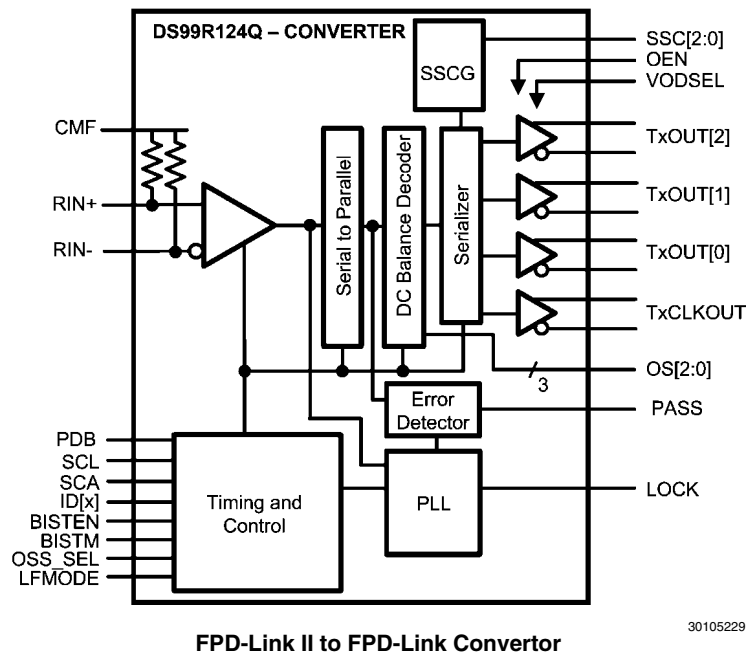 DS99R124Q – CONVERTER
SSCG
SSC[2:0]
OEN
VODSEL
CMF
RIN+
RIN-
Serial to Parallel
DC Balance Decoder
Serializer
TxOUT[2]
TxOUT[1]
TxOUT[0]
TxCLKOUT
OS[2:0]
3
Error
Detector
PASS
PDB
SCL
SCA
ID[x]
BISTEN
BISTM
OSS_SEL
LFMODE
Timing and
Control
PLL
LOCK
30105229
FPD-Link II to FPD-Link Convertor